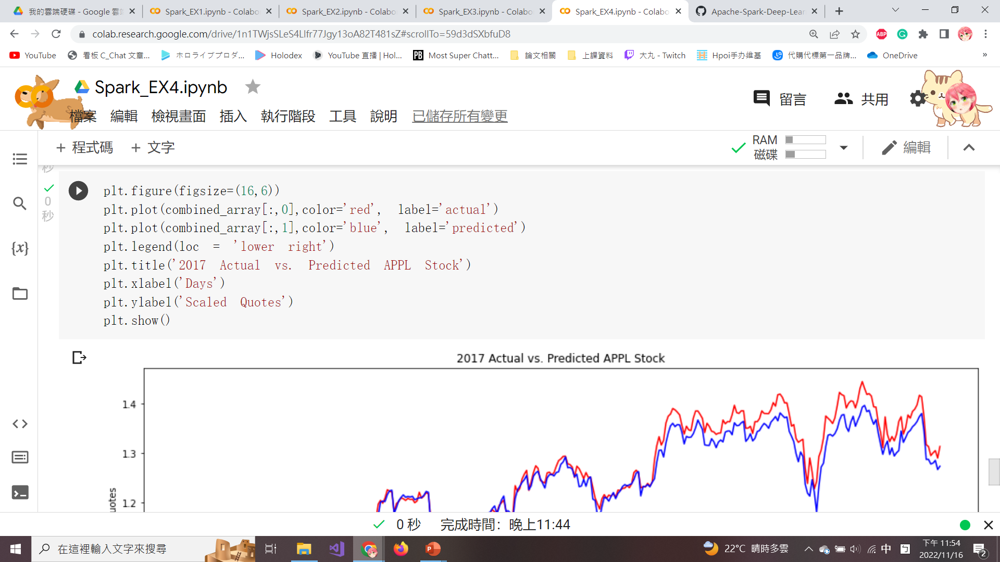 我的雲端硬碟 - Google 雲
Spark_EX1.ipynb - Colabo
Spark_EX2.ipynb - Colabo
Spark_EX3.ipynb - Colabo
Spark_EX4.ipynb - Colabo
Apache-Spark-Deep-Lear
colab.research.google.com/drive/1n1TWjsSLeS4Llfr77Jgy13oA82T481sZ#scrollTo=59d3dSXbfuD8
YouTube
看板 C_Chat 文章...
ホロライブプロダ...
Holodex
YouTube 直播 | Hol...
Most Super Chatt...
論文相關
上課資料
大丸 - Twitch
Hpoi手办维基
代購代標第一品牌...
OneDrive
»
Spark_EX4.ipynb
留言
共用
檔案 編輯 檢視畫面 插入 執行階段 工具 說明 已儲存所有變更
+ 程式碼 + 文字
RAM
磁碟
編輯
秒
0
秒
plt.figure(figsize=(16,6))
plt.plot(combined_array[:,0],color='red', label='actual')
plt.plot(combined_array[:,1],color='blue', label='predicted')
plt.legend(loc = 'lower right')
plt.title('2017 Actual vs. Predicted APPL Stock')
plt.xlabel('Days')
plt.ylabel('Scaled Quotes')
plt.show()
{x}
2017 Actual vs. Predicted APPL Stock
1.4
1.3
1.2
uotes
0 秒 完成時間：晚上11:44
在這裡輸入文字來搜尋
22°C 晴時多雲
中
下午 11:54
2022/11/16
2